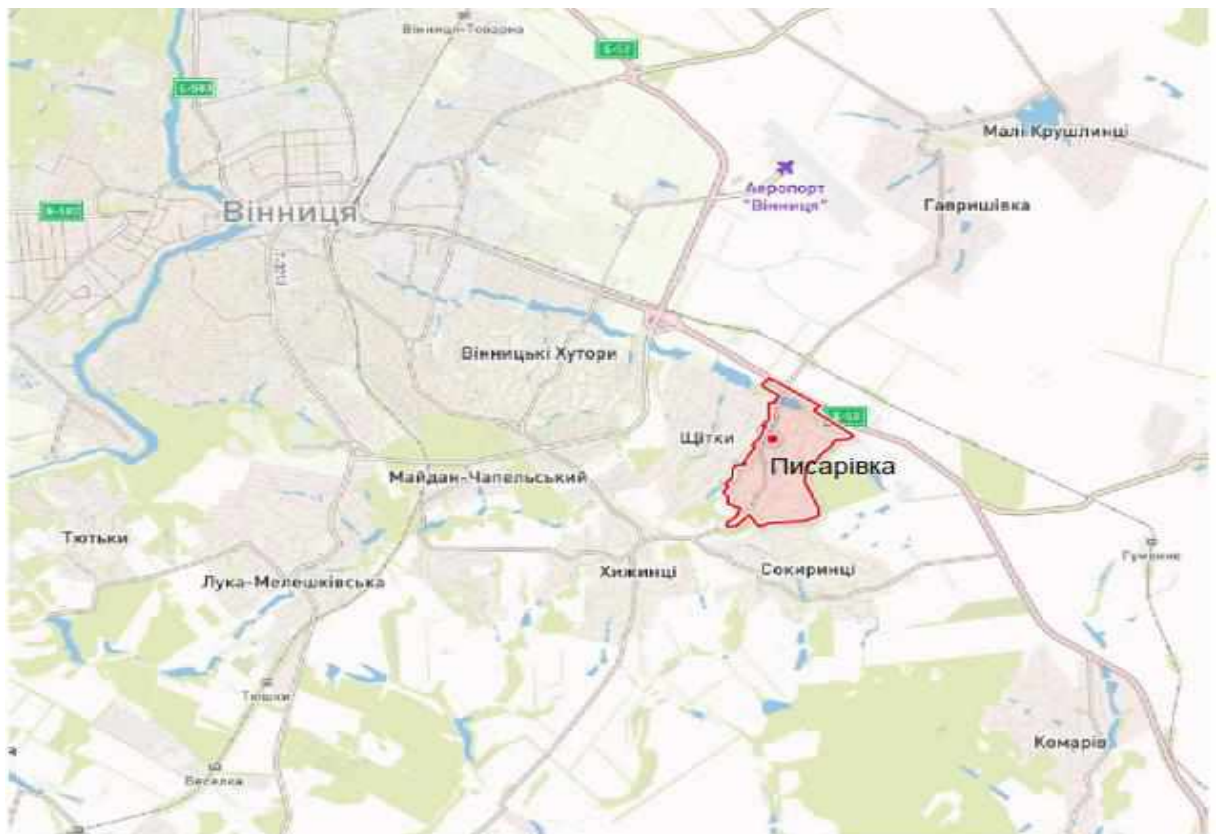 Вінниця-Товарна
Малі Крушлинці
Аеропорт
"Вінниця"
Гавришівка
Вінниця
Вінницькі Хутори
Щітки
Писарівка
Майдан-Чапельський
Тютьки
Лука-Мелешківська
Хижинці
Сокиринці
Гуменне
Тюшки
Комарів
Веселка